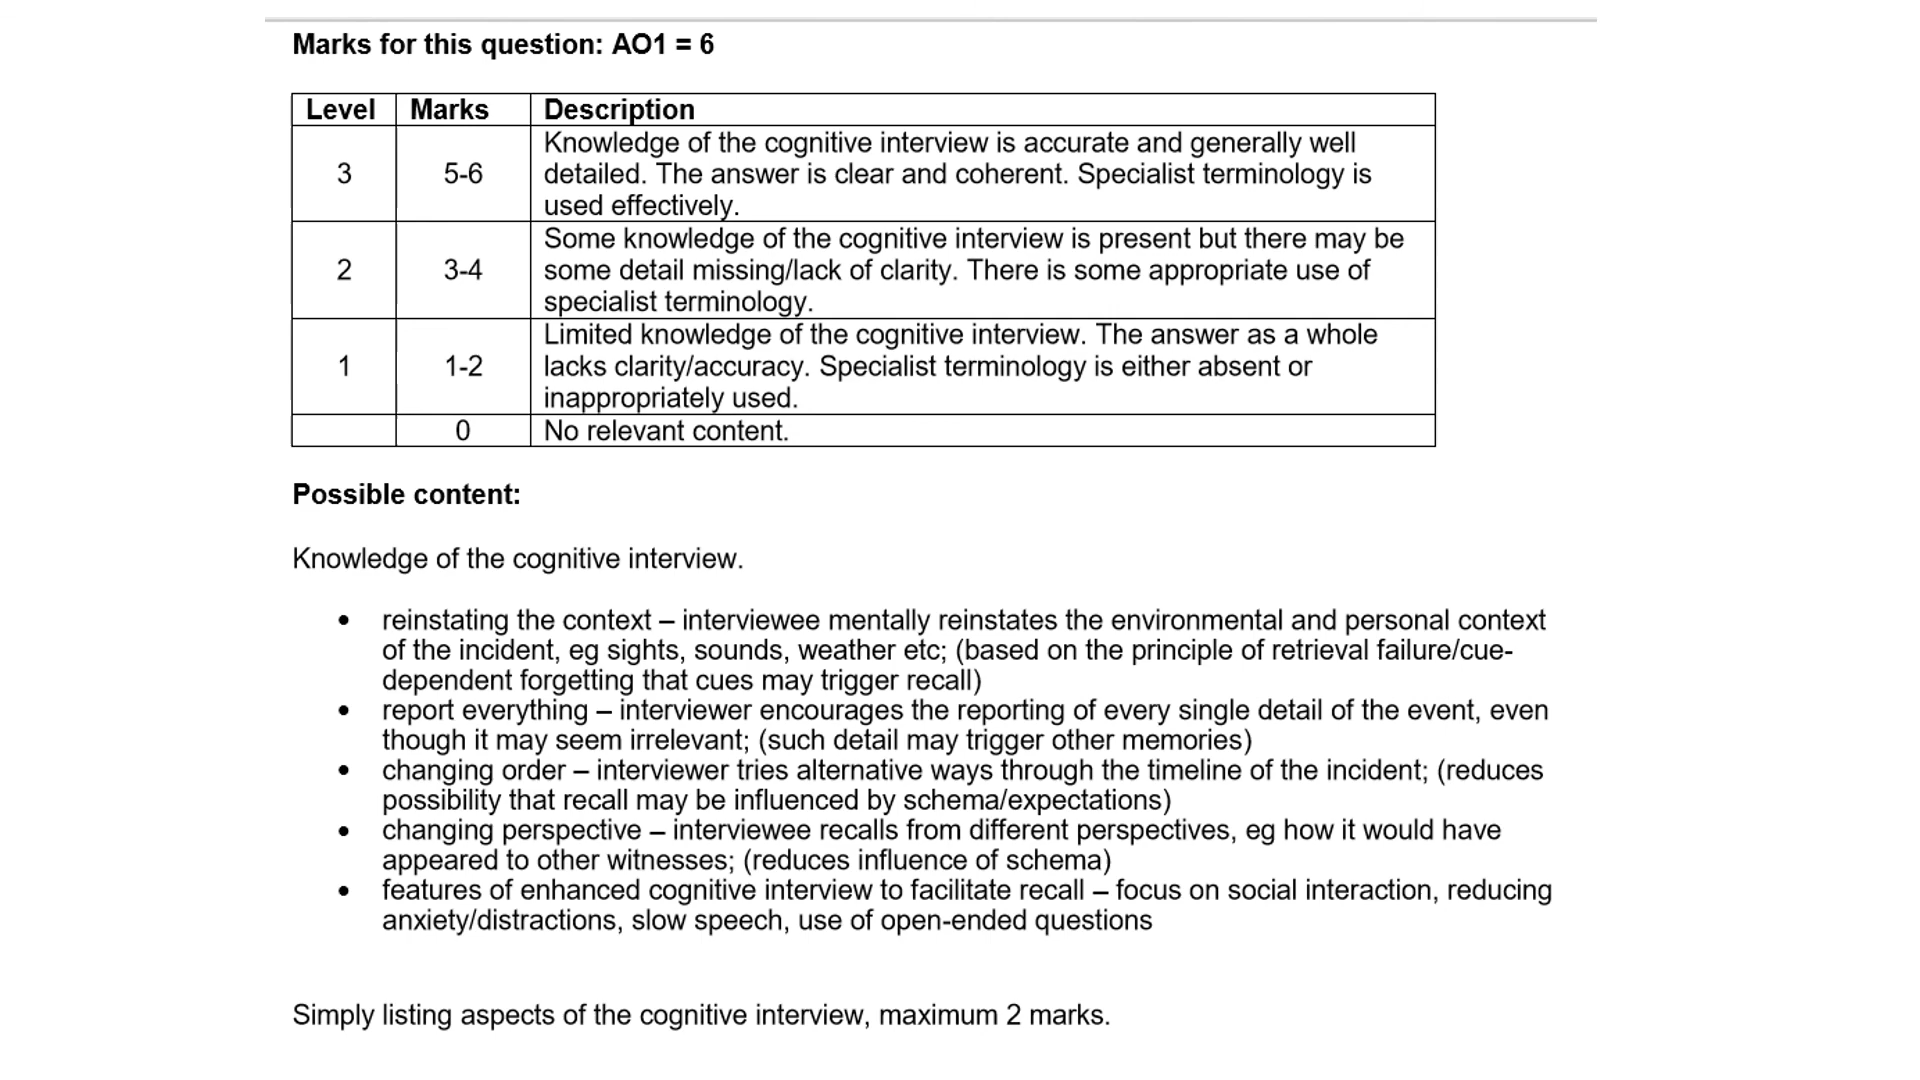 Marks for this question: AO1 = 6
Level Marks Description
3 5-6 Knowledge of the cognitive interview is accurate and generally well
detailed. The answer is clear and coherent. Specialist terminology is
used effectively.
2 3-4 Some knowledge of the cognitive interview is present but there may be
some detail missing/lack of clarity. There is some appropriate use of
specialist terminology.
1 1-2 Limited knowledge of the cognitive interview. The answer as a whole
lacks clarity/accuracy. Specialist terminology is either absent or
inappropriately used.
0 No relevant content.
Possible content:
Knowledge of the cognitive interview.
• reinstating the context – interviewee mentally reinstates the environmental and personal context
of the incident, eg sights, sounds, weather etc; (based on the principle of retrieval failure/cue-
dependent forgetting that cues may trigger recall)
• report everything – interviewer encourages the reporting of every single detail of the event, even
though it may seem irrelevant; (such detail may trigger other memories)
• changing order – interviewer tries alternative ways through the timeline of the incident; (reduces
possibility that recall may be influenced by schema/expectations)
• changing perspective – interviewee recalls from different perspectives, eg how it would have
appeared to other witnesses; (reduces influence of schema)
• features of enhanced cognitive interview to facilitate recall – focus on social interaction, reducing
anxiety/distractions, slow speech, use of open-ended questions
Simply listing aspects of the cognitive interview, maximum 2 marks.